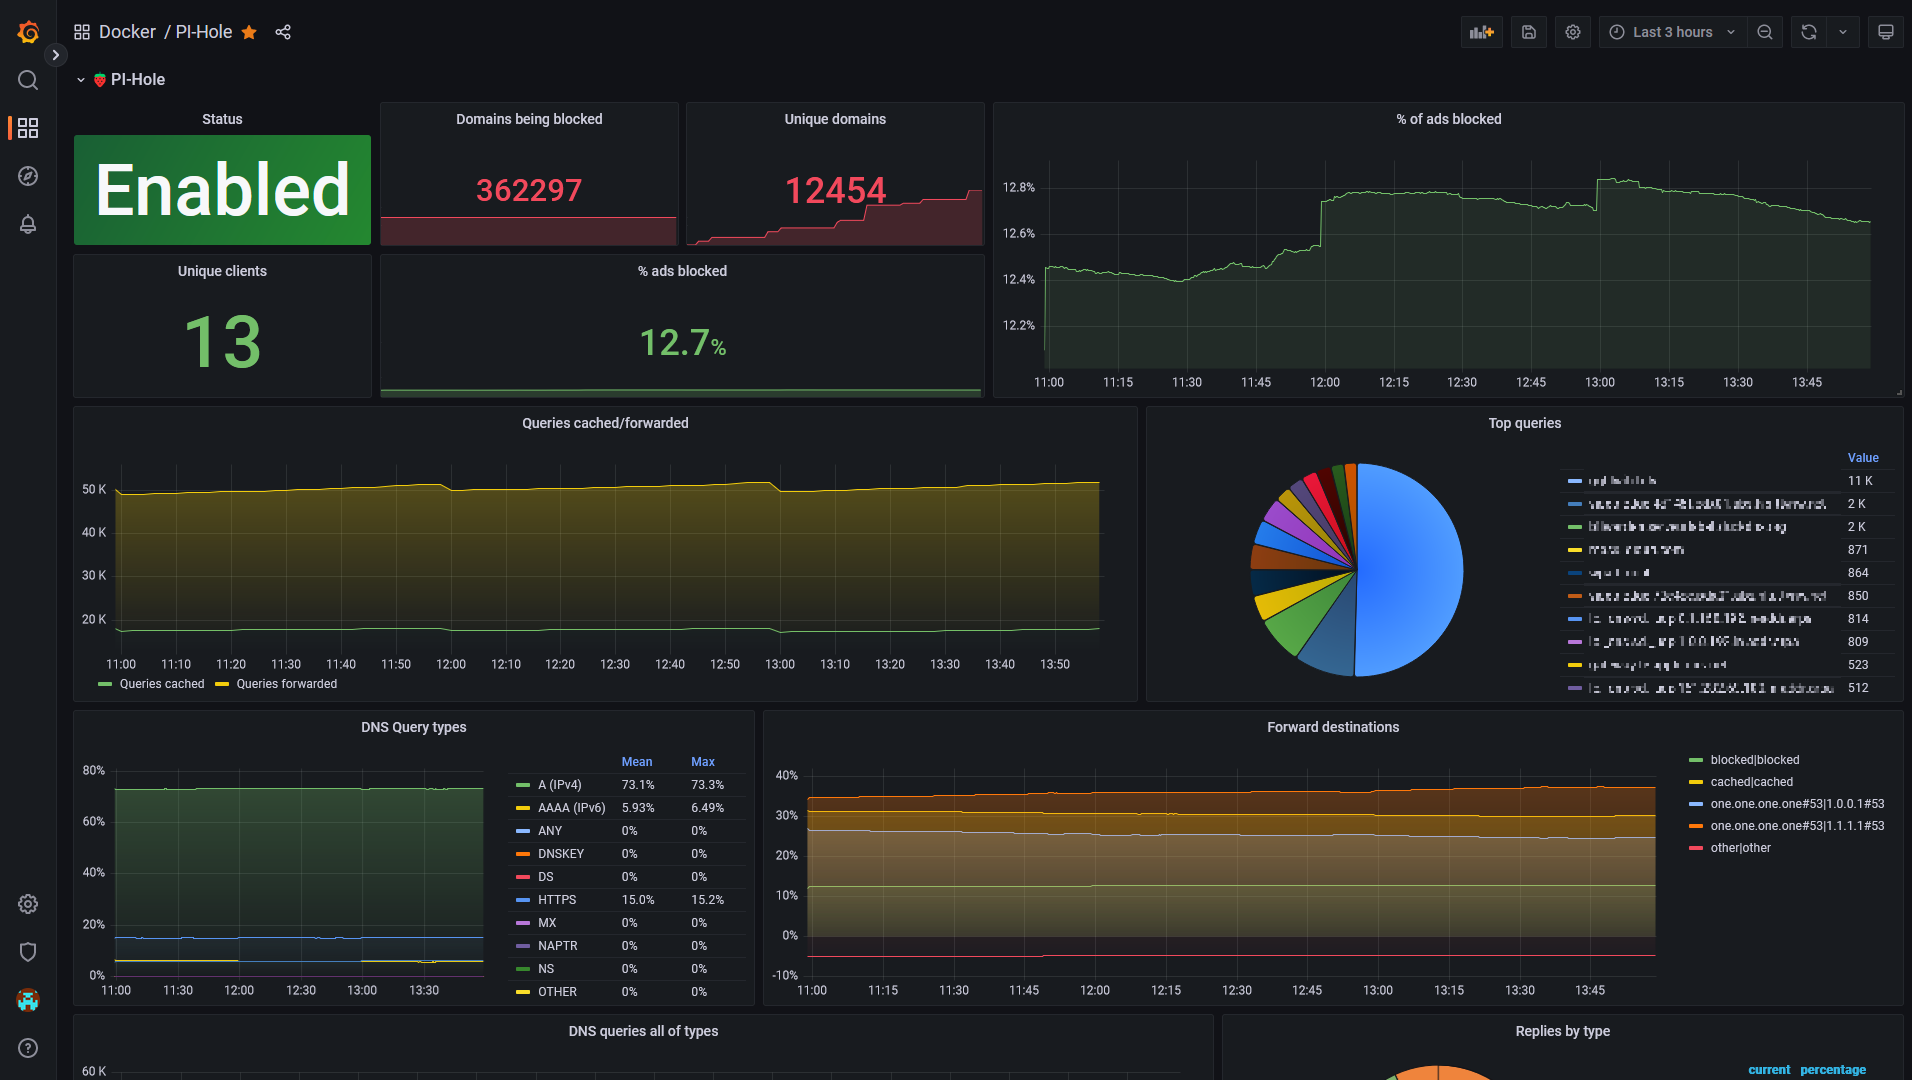 Docker / PI-Hole
Last 3 hours
PI-Hole
Status
Enabled
Domains being blocked
362297
Unique domains
12454
% of ads blocked
12.8%
12.6%
12.4%
12.2%
11:00 11:15 11:30 11:45 12:00 12:15 12:30 12:45 13:00 13:15 13:30 13:45
Unique clients
13
% ads blocked
12.7%
Queries cached/forwarded
50 K
40 K
30 K
20 K
11:00 11:10 11:20 11:30 11:40 11:50 12:00 12:10 12:20 12:30 12:40 12:50 13:00 13:10 13:20 13:30 13:40 13:50
Queries cached Queries forwarded
Top queries
Value
11 K
2 K
2 K
871
864
850
814
809
523
512
DNS Query types
80%
60%
40%
20%
0%
11:00 11:30 12:00 12:30 13:00 13:30
Mean Max
A (IPv4) 73.1% 73.3%
AAAA (IPv6) 5.93% 6.49%
ANY 0% 0%
DNSKEY 0% 0%
DS 0% 0%
HTTPS 15.0% 15.2%
MX 0% 0%
NAPTR 0% 0%
NS 0% 0%
OTHER 0% 0%
Forward destinations
40%
30%
20%
10%
0%
-10%
11:00 11:15 11:30 11:45 12:00 12:15 12:30 12:45 13:00 13:15 13:30 13:45
blocked|blocked
cached|cached
one.one.one.one#53|1.0.0.1#53
one.one.one.one#53|1.1.1.1#53
other|other
DNS queries all of types
60 K
Replies by type
current percentage